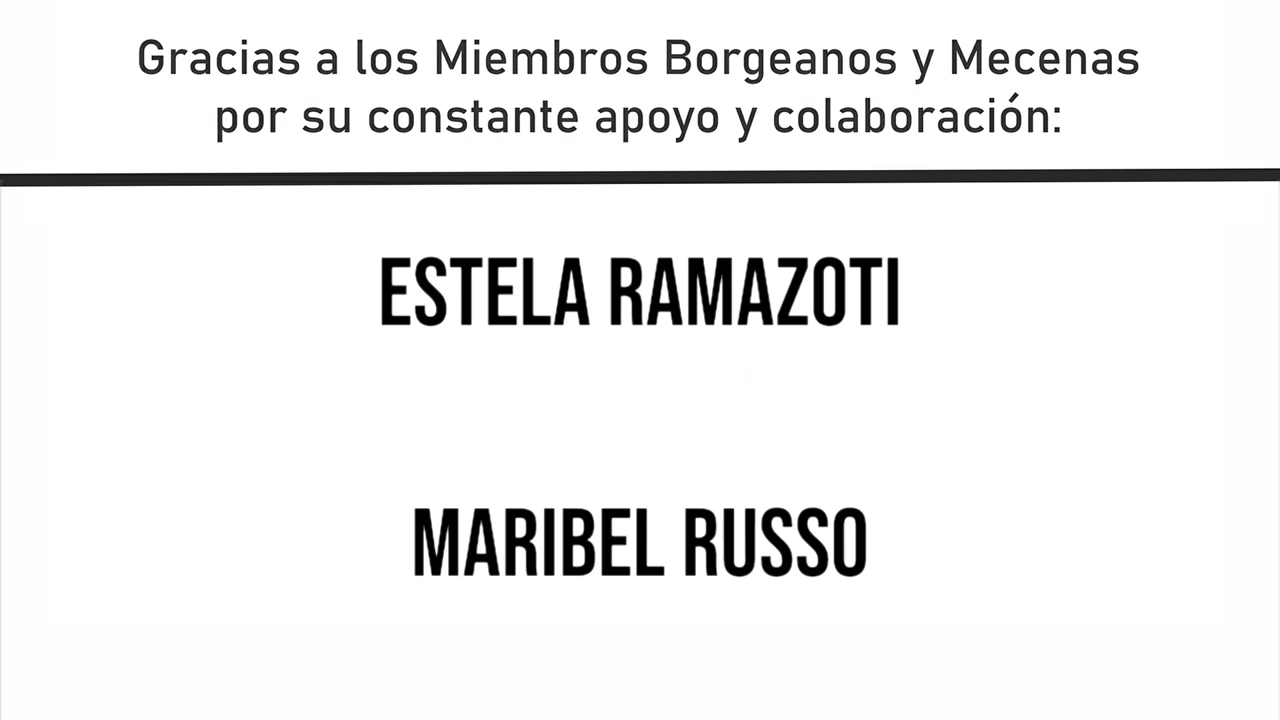 Gracias a los Miembros Borgeanos y Mecenas
por su constante apoyo y colaboración:
ESTELA RAMAZOTI
MARIBEL RUSSO